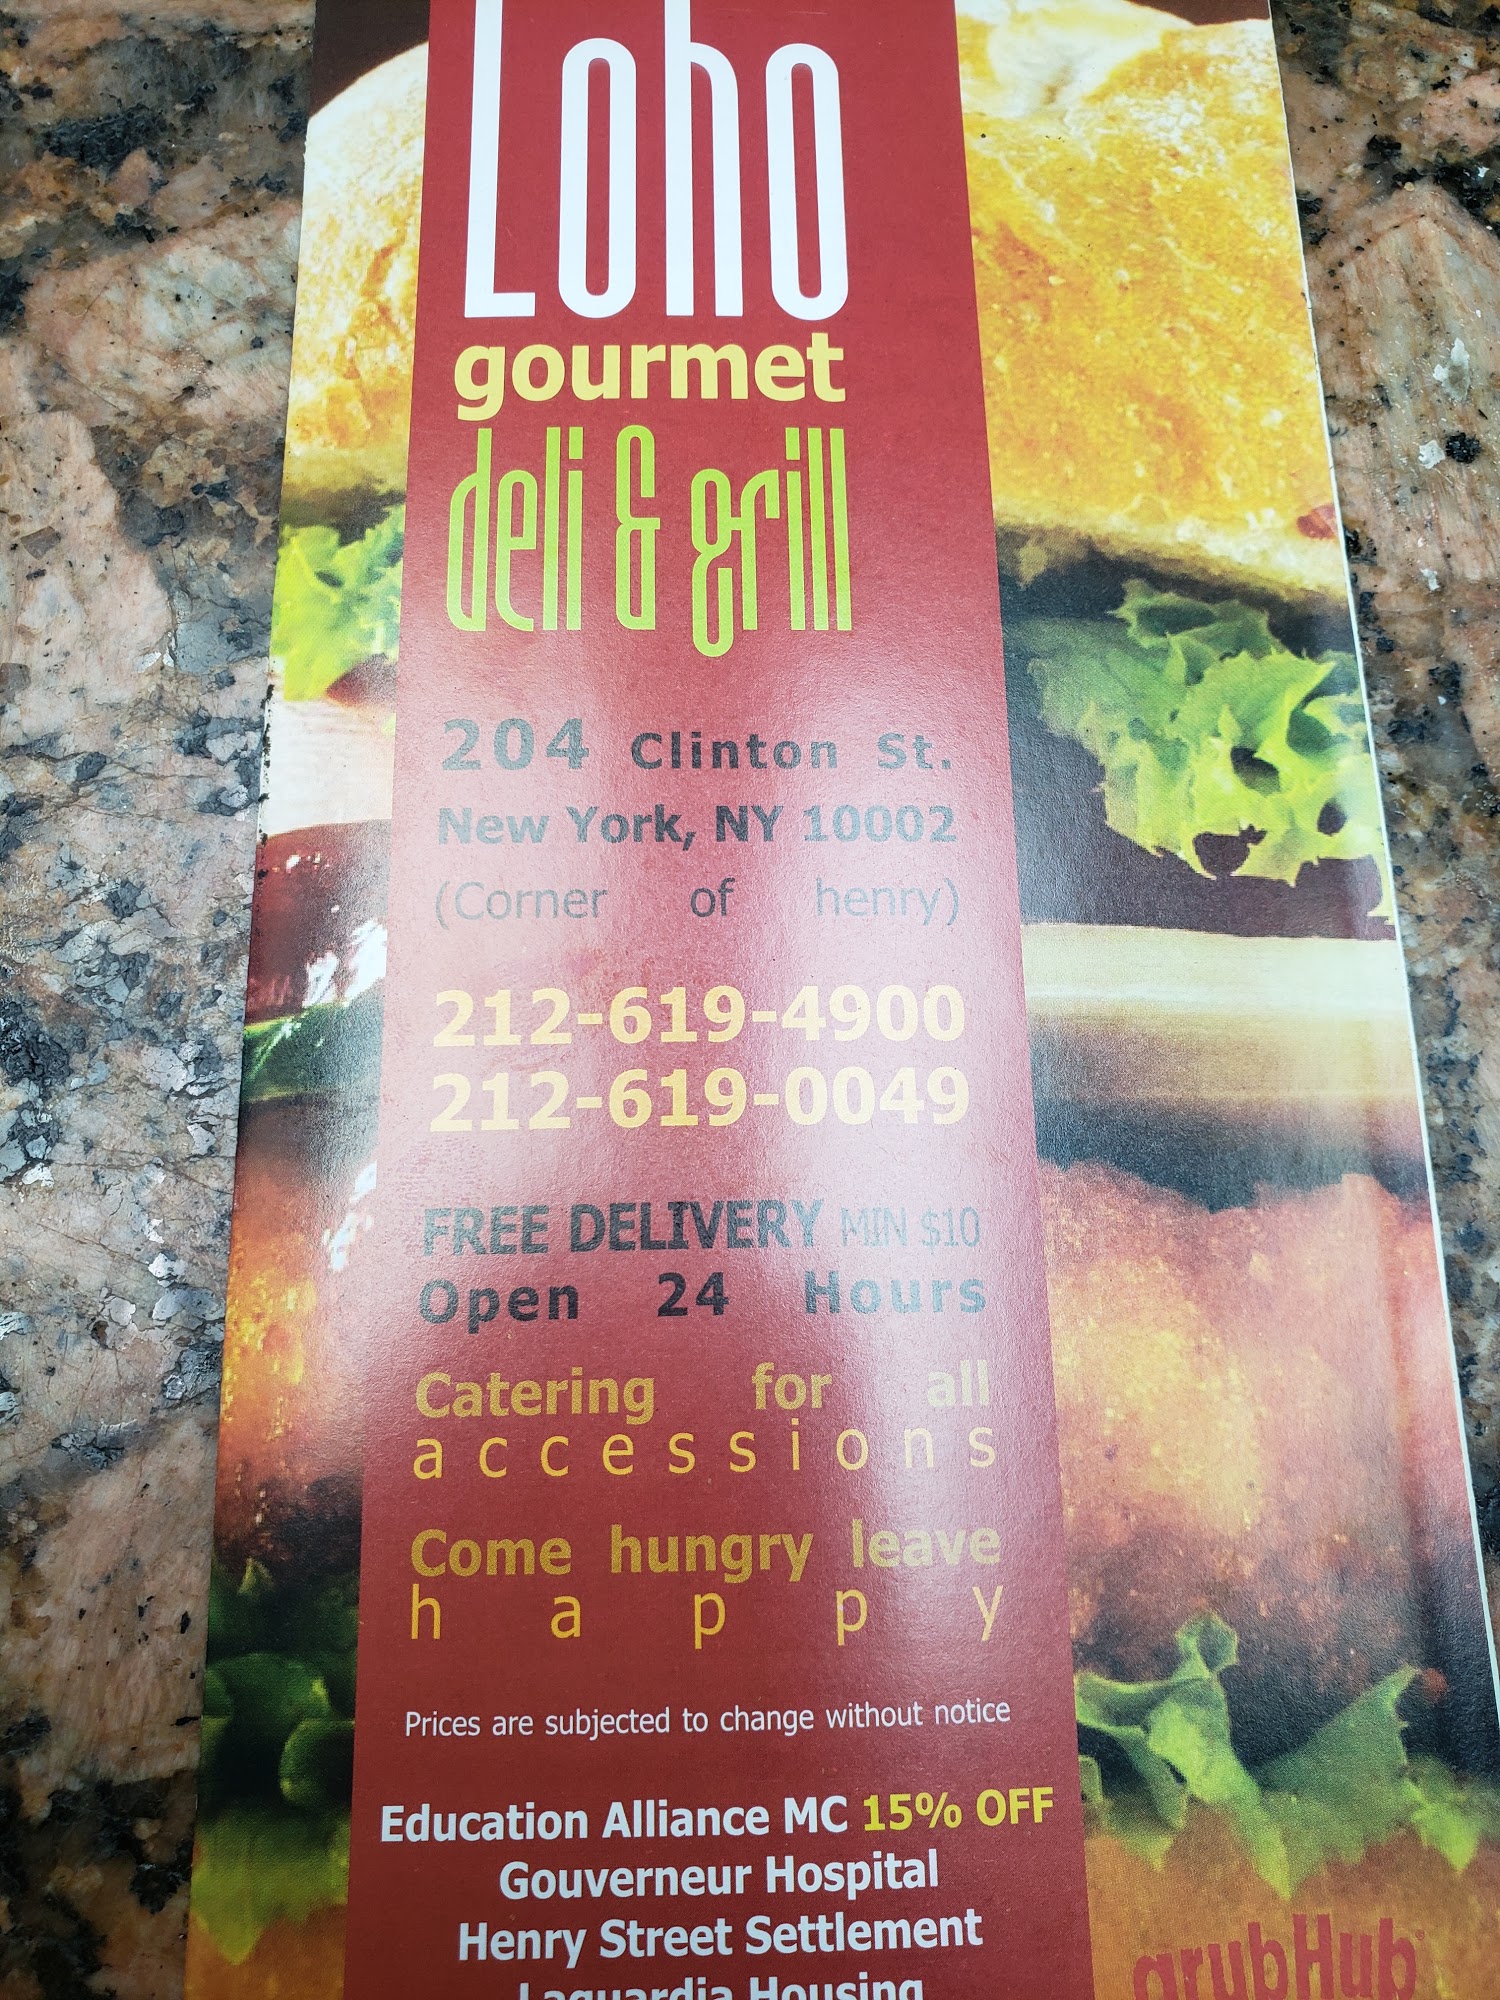 Loho
gourmet
deli & grill
204 Clinton St.
New York, NY 10002
(Corner of henry)
212-619-4900
212-619-0049
FREE DELIVERY MIN $10
Open 24 Hours
Catering for all
accessions
Come hungry leave
happy
Prices are subjected to change without notice
Education Alliance MC 15% OFF
Gouverneur Hospital
Henry Street Settlement
Laguardia Housing
grubHub